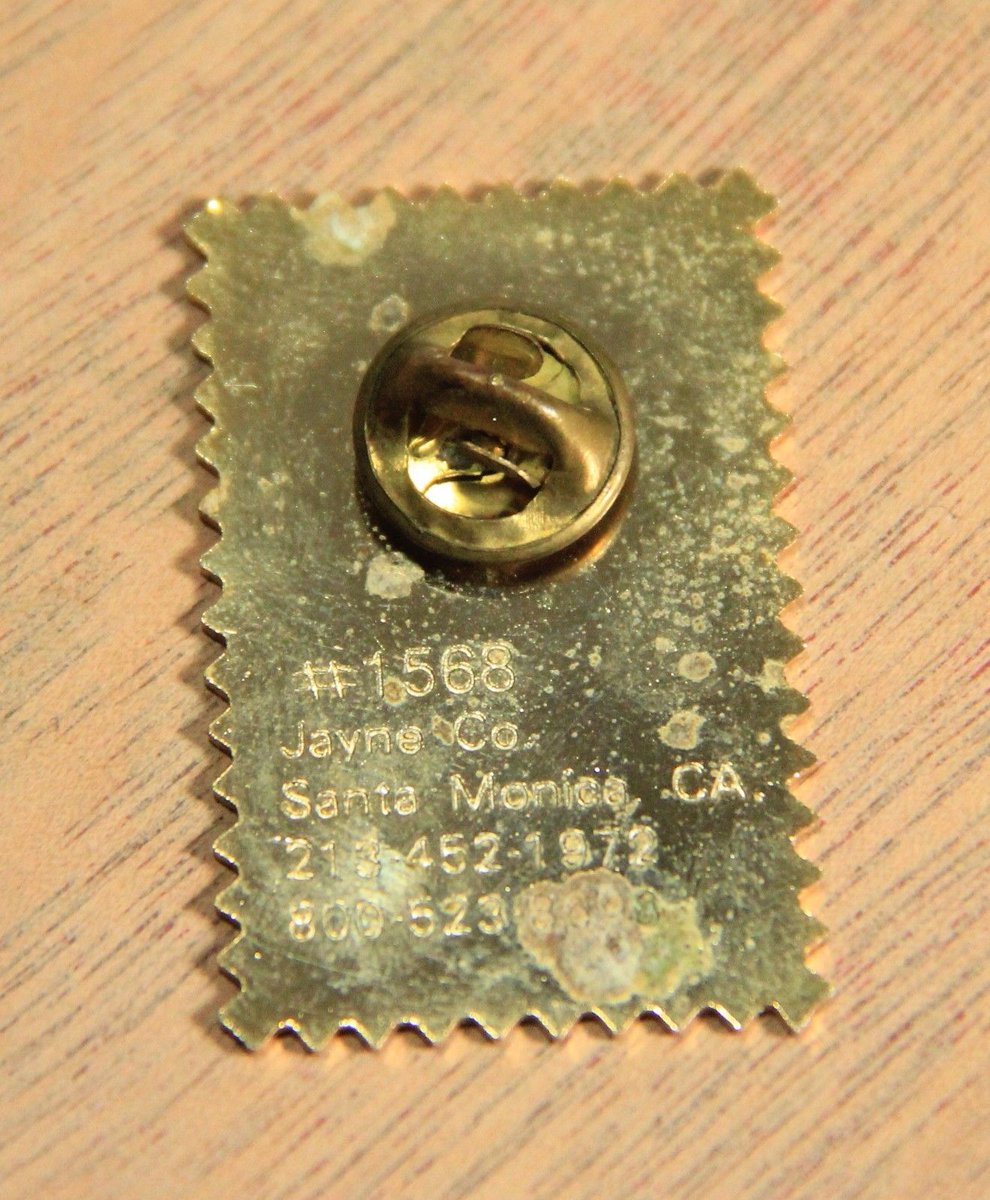 #1568
Jayne Co.
Santa Monica, CA.
213-452-1972
800-523